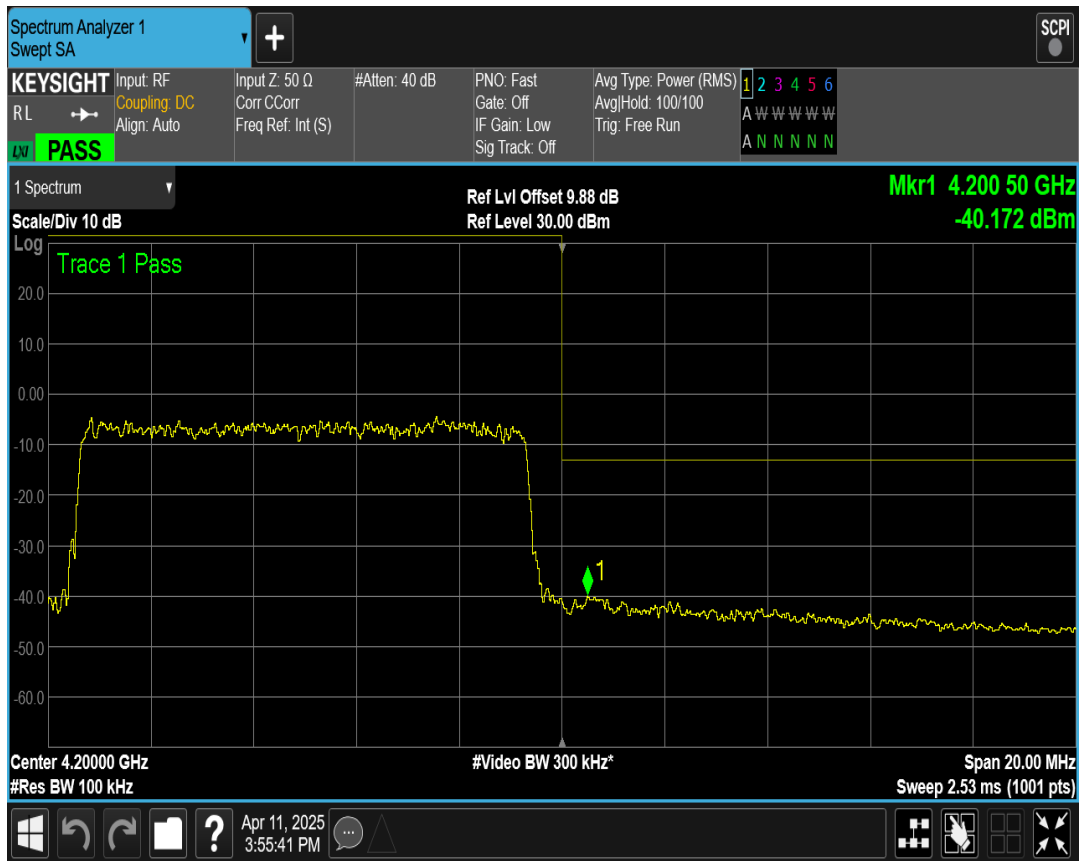 Spectrum Analyzer 1
Swept SA
+
SCPI
KEYSIGHT
R L
LXI
PASS
Input: RF
Coupling: DC
Align: Auto
Input Z: 50 Ω
Corr CCorr
Freq Ref: Int (S)
#Atten: 40 dB
PNO: Fast
Gate: Off
IF Gain: Low
Sig Track: Off
Avg Type: Power (RMS)
Avg|Hold: 100/100
Trig: Free Run
1 2 3 4 5 6
A W W W W W
A N N N N N
1 Spectrum
Scale/Div 10 dB
Ref Lvl Offset 9.88 dB
Ref Level 30.00 dBm
Mkr1 4.200 50 GHz
-40.172 dBm
Log
Trace 1 Pass
20.0
10.0
0.00
-10.0
-20.0
-30.0
-40.0
-50.0
-60.0
1
Center 4.20000 GHz
#Res BW 100 kHz
#Video BW 300 kHz*
Span 20.00 MHz
Sweep 2.53 ms (1001 pts)
?
Apr 11, 2025
3:55:41 PM